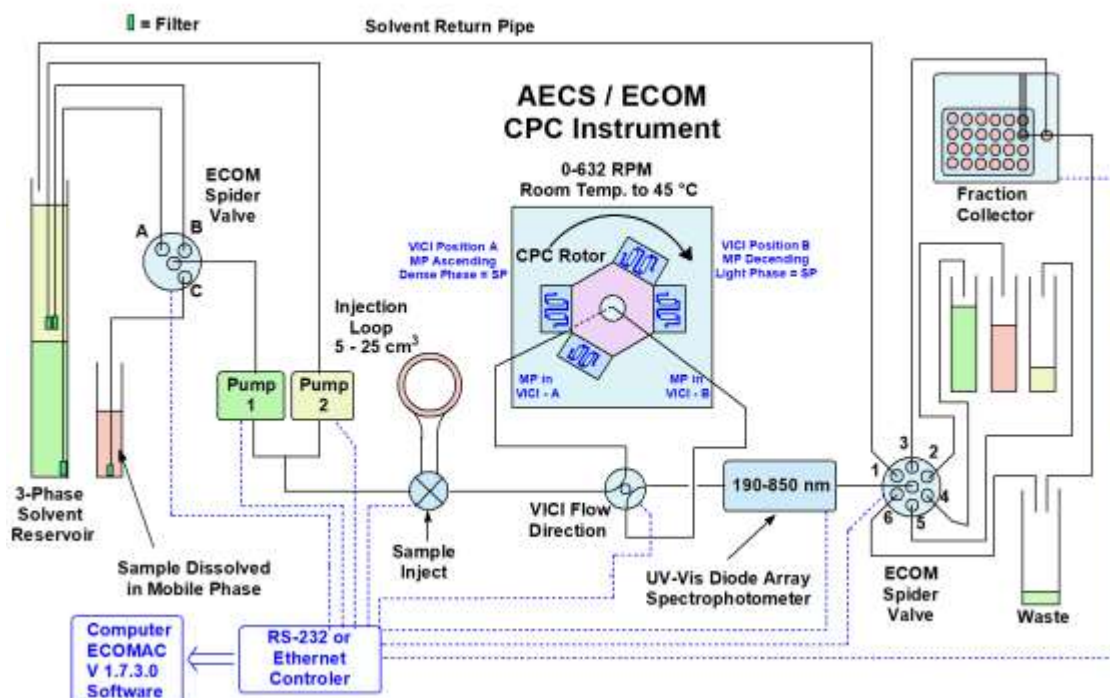 = Filter
Solvent Return Pipe
AECS / ECOM
CPC Instrument
0-632 RPM
Room Temp. to 45 °C
ECOM
Spider
Valve
A
B
C
VICI Position A
MP Ascending
Dense Phase = SP
CPC Rotor
VICI Position B
MP Decending
Light Phase = SP
MP in
VICI - A
MP in
VICI - B
Injection
Loop
5 - 25 cm³
Pump
1
Pump
2
Fraction
Collector
3-Phase
Solvent
Reservoir
Sample Dissolved
in Mobile Phase
Sample
Inject
VICI Flow
Direction
190-850 nm
UV-Vis Diode Array
Spectrophotometer
1
3
2
4
5
6
ECOM
Spider
Valve
Waste
Computer
ECOMAC
V 1.7.3.0
Software
RS-232 or
Ethernet
Controler